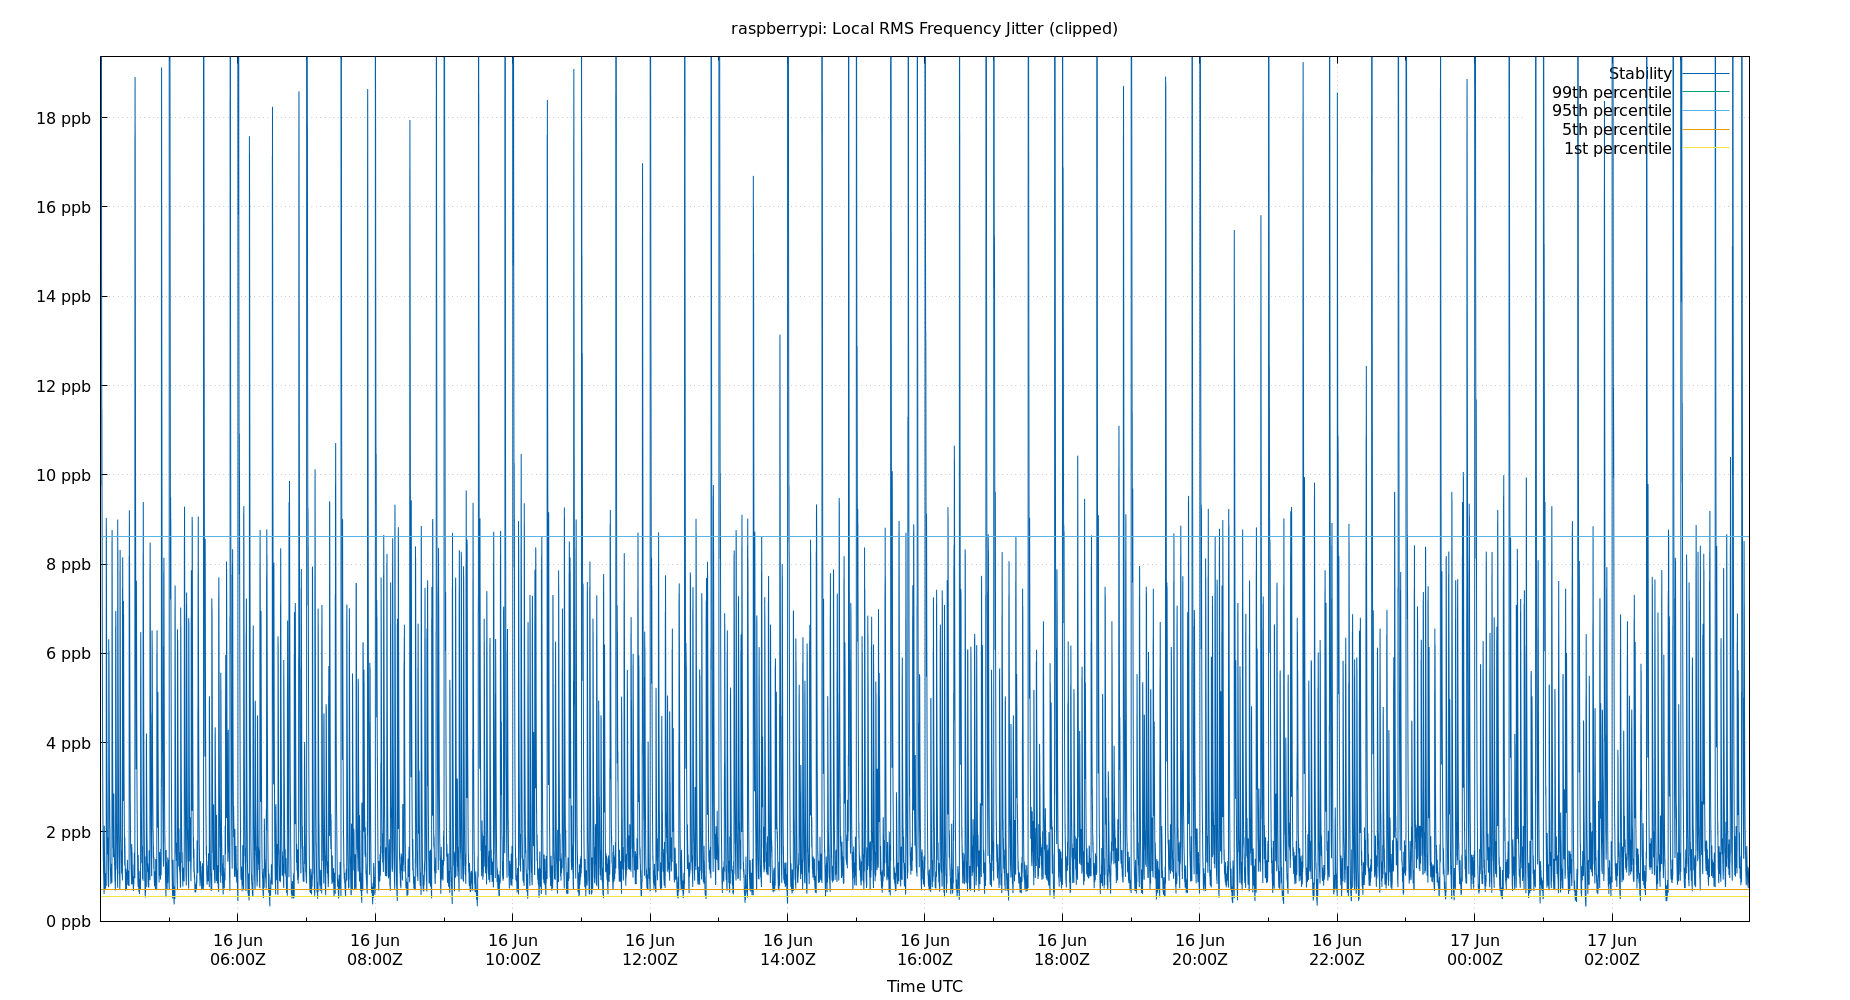 raspberrypi: Local RMS Frequency Jitter (clipped)
Stability
99th percentile
95th percentile
5th percentile
1st percentile
18 ppb
16 ppb
14 ppb
12 ppb
10 ppb
8 ppb
6 ppb
4 ppb
2 ppb
0 ppb
16 Jun 16 Jun 16 Jun 16 Jun 16 Jun 16 Jun 16 Jun 16 Jun 16 Jun 17 Jun 17 Jun
06:00Z 08:00Z 10:00Z 12:00Z 14:00Z 16:00Z 18:00Z 20:00Z 22:00Z 00:00Z 02:00Z
Time UTC